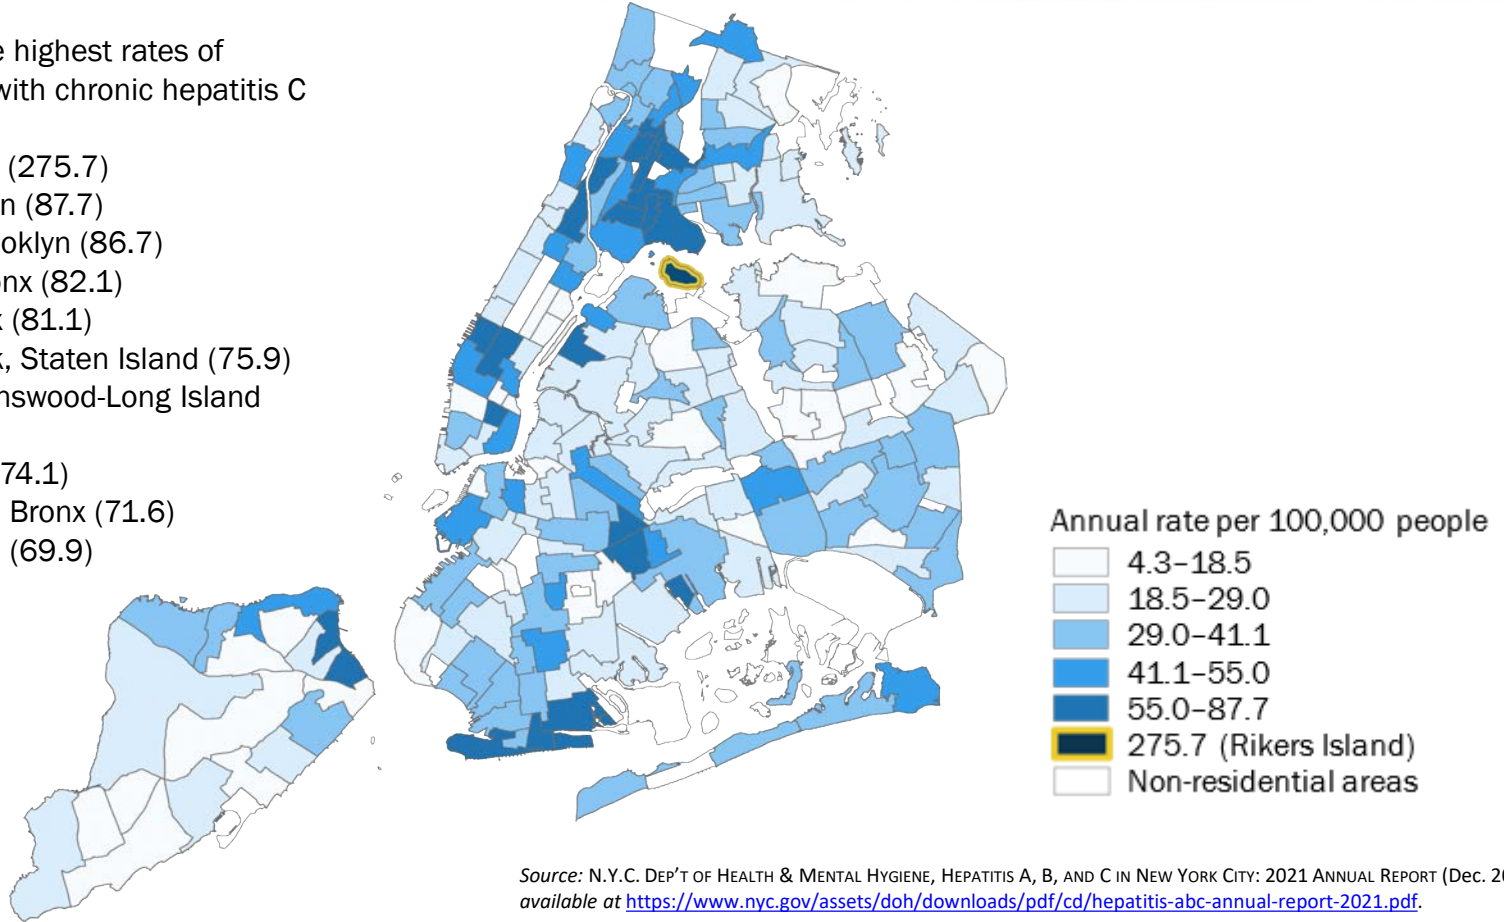 e highest rates of
with chronic hepatitis C
(275.7)
n (87.7)
oklyn (86.7)
nx (82.1)
(81.1)
, Staten Island (75.9)
nswood-Long Island
74.1)
Bronx (71.6)
(69.9)
Annual rate per 100,000 people
4.3–18.5
18.5–29.0
29.0–41.1
41.1–55.0
55.0–87.7
275.7 (Rikers Island)
Non-residential areas
Source: N.Y.C. DEP’T OF HEALTH & MENTAL HYGIENE, HEPATITIS A, B, AND C IN NEW YORK CITY: 2021 ANNUAL REPORT (Dec. 20
available at https://www.nyc.gov/assets/doh/downloads/pdf/cd/hepatitis-abc-annual-report-2021.pdf.